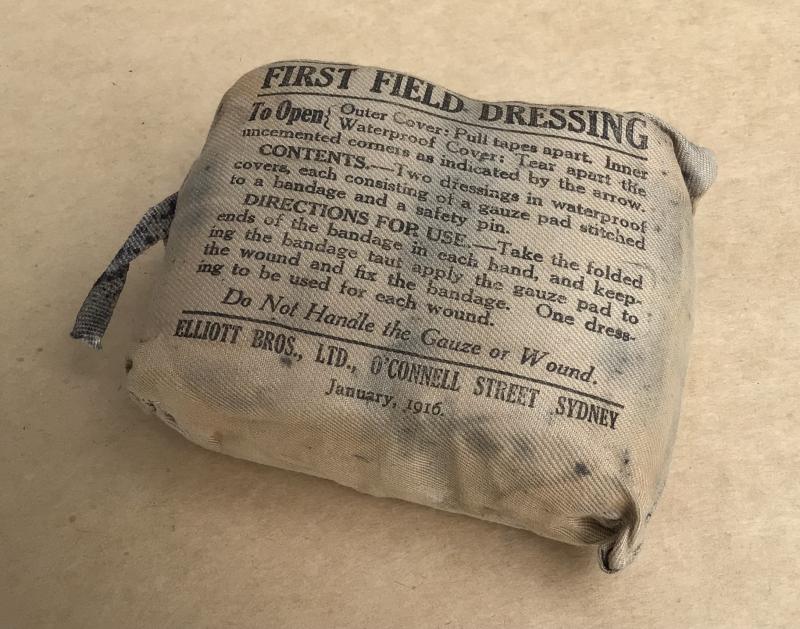 FIRST FIELD DRESSING
To Open { Outer Cover: Pull tapes apart. Inner
Waterproof Cover: Tear apart the
uncemented corners as indicated by the arrow.
CONTENTS.—Two dressings in waterproof
covers, each consisting of a gauze pad stitched
to a bandage and a safety pin.
DIRECTIONS FOR USE.—Take the folded
ends of the bandage in each hand, and keep-
ing the bandage taut apply the gauze pad to
the wound and fix the bandage. One dress-
ing to be used for each wound.
Do Not Handle the Gauze or Wound.
ELLIOTT BROS., LTD., O'CONNELL STREET SYDNEY
January, 1916.